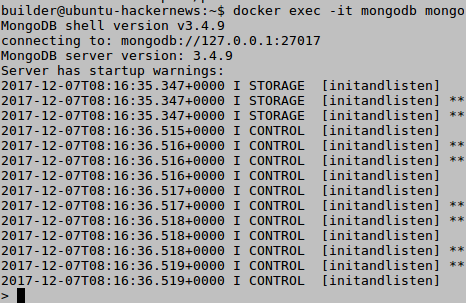 builder@ubuntu-hackernews:~$ docker exec -it mongodb mongo
MongoDB shell version v3.4.9
connecting to: mongodb://127.0.0.1:27017
MongoDB server version: 3.4.9
Server has startup warnings:
2017-12-07T08:16:35.347+0000 I STORAGE  [initandlisten]
2017-12-07T08:16:35.347+0000 I STORAGE  [initandlisten] **
2017-12-07T08:16:35.347+0000 I STORAGE  [initandlisten] **
2017-12-07T08:16:36.515+0000 I CONTROL  [initandlisten]
2017-12-07T08:16:36.516+0000 I CONTROL  [initandlisten] **
2017-12-07T08:16:36.516+0000 I CONTROL  [initandlisten] **
2017-12-07T08:16:36.516+0000 I CONTROL  [initandlisten]
2017-12-07T08:16:36.517+0000 I CONTROL  [initandlisten]
2017-12-07T08:16:36.517+0000 I CONTROL  [initandlisten] **
2017-12-07T08:16:36.518+0000 I CONTROL  [initandlisten] **
2017-12-07T08:16:36.518+0000 I CONTROL  [initandlisten]
2017-12-07T08:16:36.518+0000 I CONTROL  [initandlisten] **
2017-12-07T08:16:36.519+0000 I CONTROL  [initandlisten] **
2017-12-07T08:16:36.519+0000 I CONTROL  [initandlisten]
>